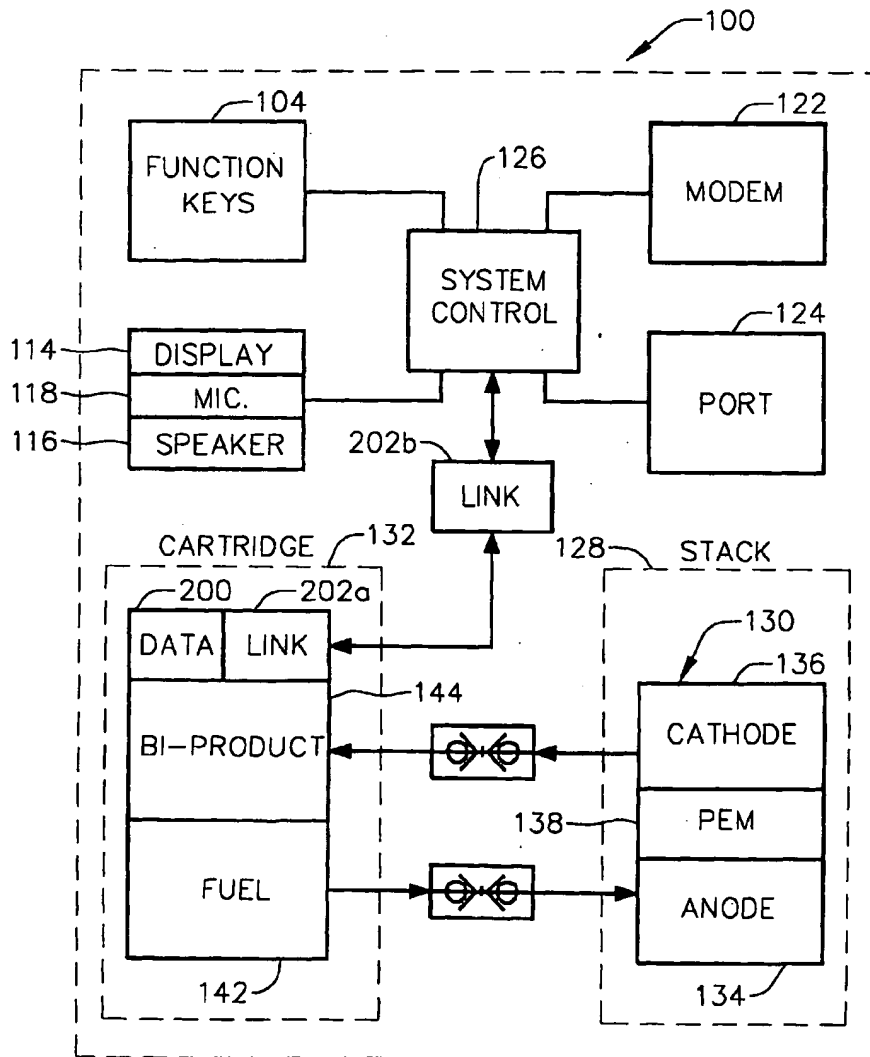 100
104
FUNCTION
KEYS
126
SYSTEM
CONTROL
122
MODEM
114
DISPLAY
118
MIC.
116
SPEAKER
124
PORT
202b
LINK
CARTRIDGE
132
200
202a
DATA
LINK
144
BI-PRODUCT
FUEL
142
128
STACK
130
136
CATHODE
138
PEM
ANODE
134